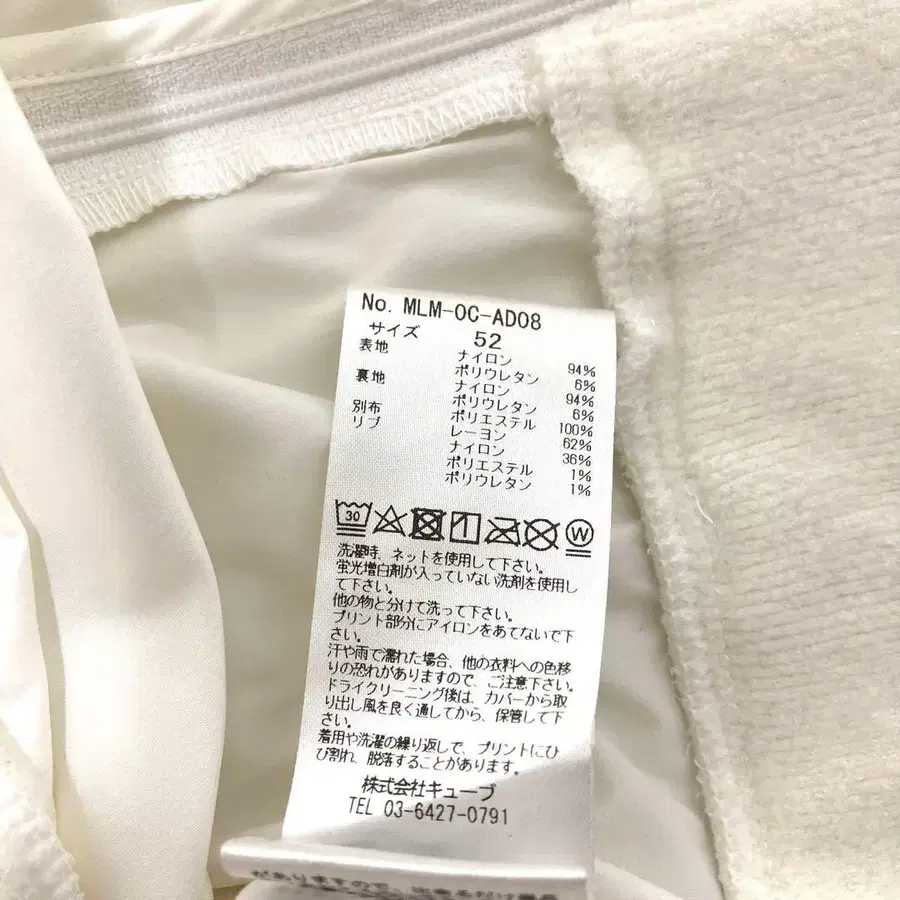 No. MLM-OC-AD08
サイズ 52
表地 ナイロン 94%
ポリウレタン 6%
裏地 ナイロン 94%
ポリウレタン 6%
別布 ポリエステル 100%
リブ レーヨン 62%
ナイロン 36%
ポリエステル 1%
ポリウレタン 1%
30 W
洗濯時、ネットを使用して下さい。
蛍光増白剤が入っていない洗剤を使用し
て下さい。
他の物と分けて洗って下さい。
プリント部分にアイロンをあてないで下
さい。
汗や雨で濡れた場合、他の衣料への色移
りの恐れがありますので、ご注意下さい。
ドライクリーニング後は、カバーから取
り出し風を良く通してから、保管して下
さい。
着用や洗濯の繰り返しで、プリントにひ
び割れ、脱落することがあります。
株式会社キューブ
TEL 03-6427-0791
がありますので、出来るだけ